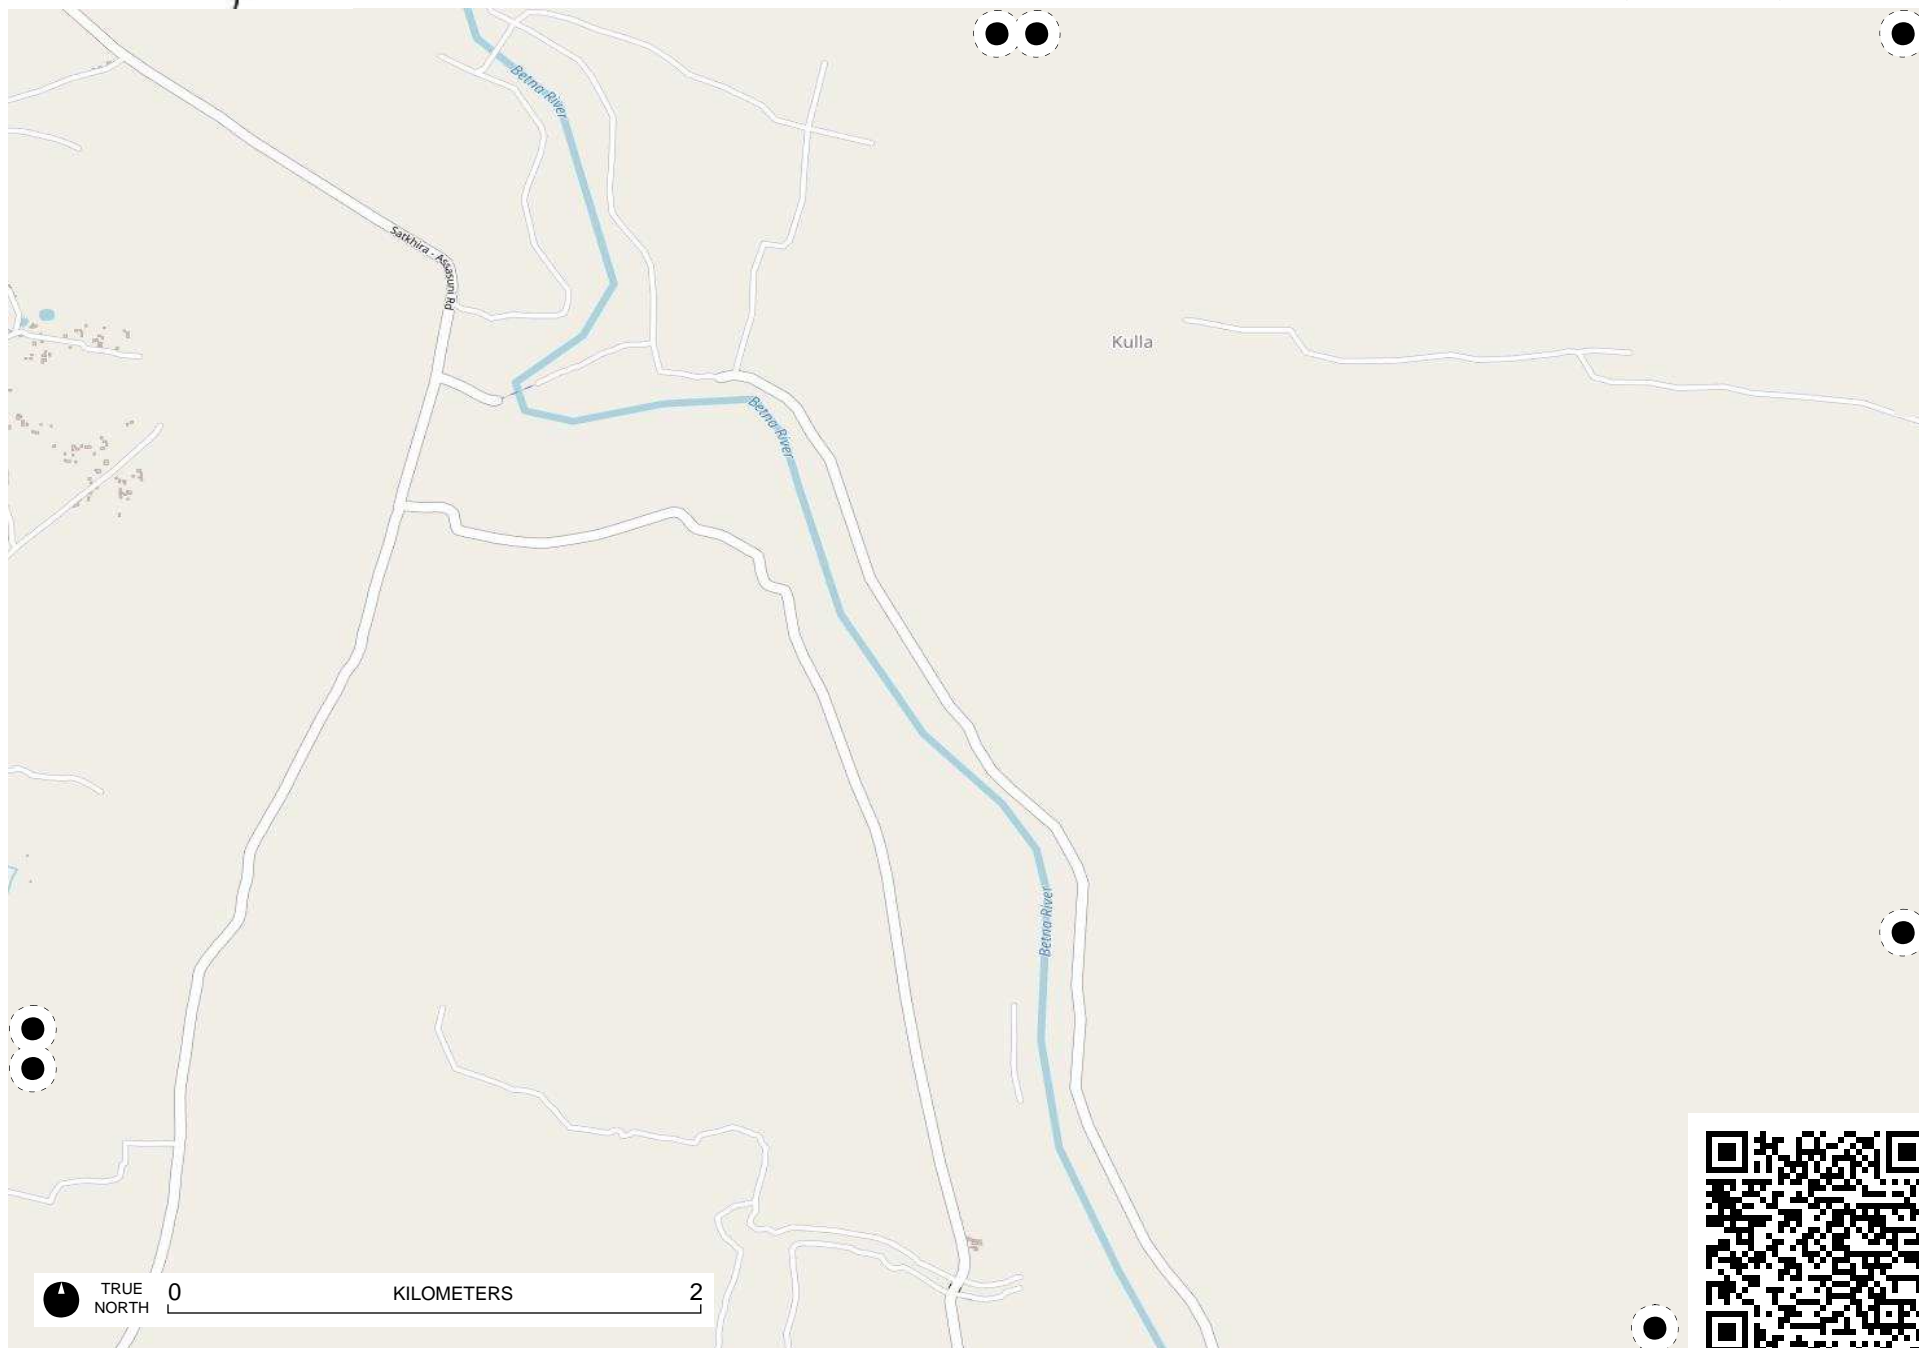 Betna River
Satkhira - Assasuni Rd
Kulla
Betna River
Betna River
TRUE
NORTH
0 KILOMETERS 2